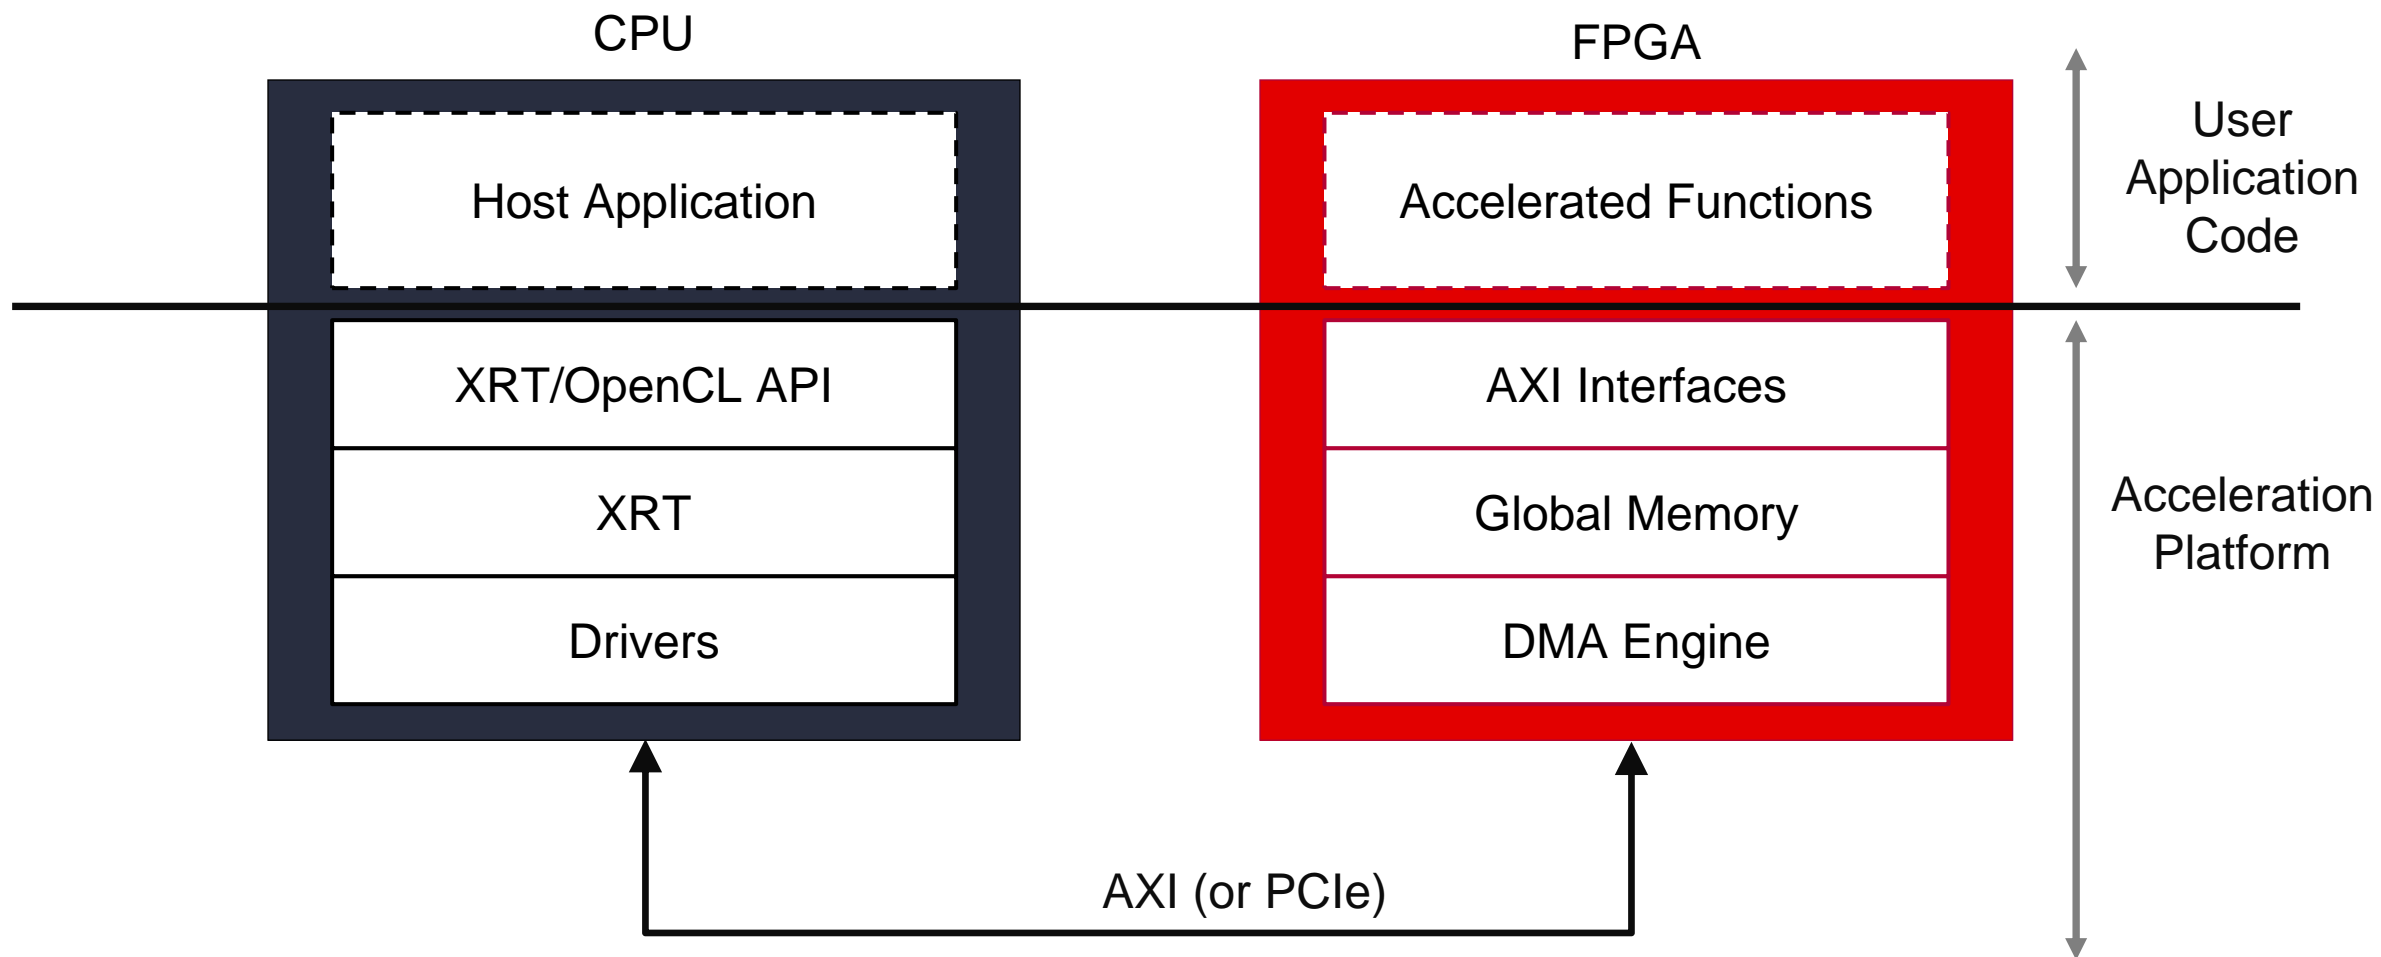 CPU
FPGA
Host Application
Accelerated Functions
User
Application
Code
XRT/OpenCL API
AXI Interfaces
XRT
Global Memory
Acceleration
Platform
Drivers
DMA Engine
AXI (or PCIe)